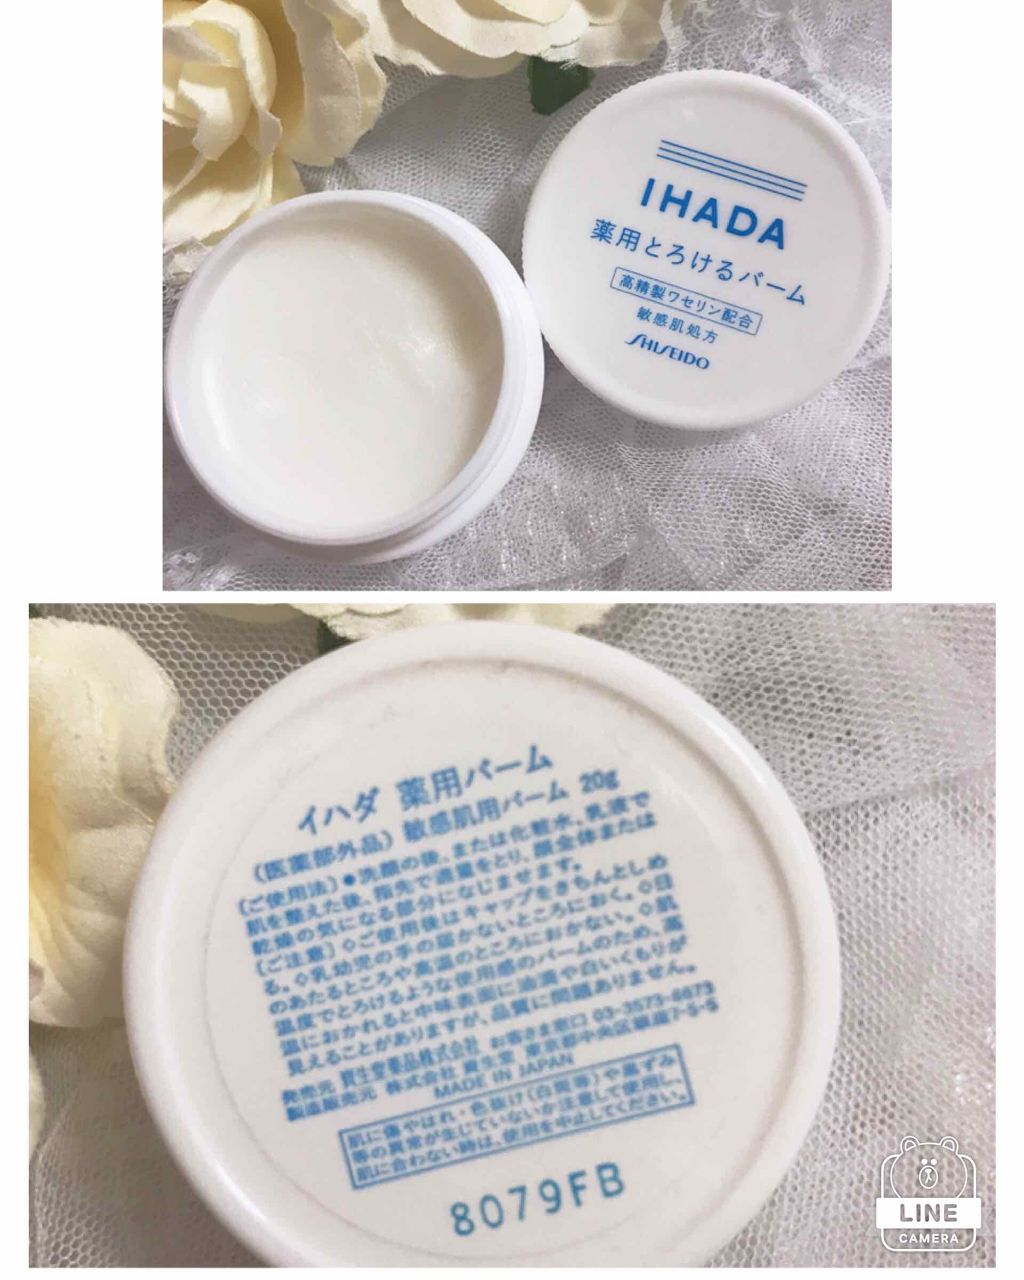 IHADA
薬用とろけるバーム
高精製ワセリン配合
敏感肌処方
SHISEIDO
イハダ 薬用バーム
(医薬部外品) 敏感肌用バーム 20g
〔ご使用法〕●洗顔の後、または化粧水、乳液で
肌を整えた後、指先で適量をとり、顔全体または
乾燥の気になる部分になじませます。
〔ご注意〕◇ご使用後はキャップをきちんとしめ
る。◇乳幼児の手の届かないところにおく。◇日
のあたるところや高温のところにおかない。◇肌
温度でとろけるような使用感のバームのため、高
温におかれると中味表面に油滴や白いくもりが
見えることがありますが、品質に問題ありません。
発売元 資生堂薬品株式会社 お客さま窓口 03-3573-6673
製造販売元 株式会社 資生堂 東京都中央区銀座7-5-5
MADE IN JAPAN
肌に傷やはれ・色抜け(白斑等)や黒ずみ
等の異常が生じていないか注意して使用し、
肌に合わない時は、使用を中止してください。
8079FB
LINE
CAMERA